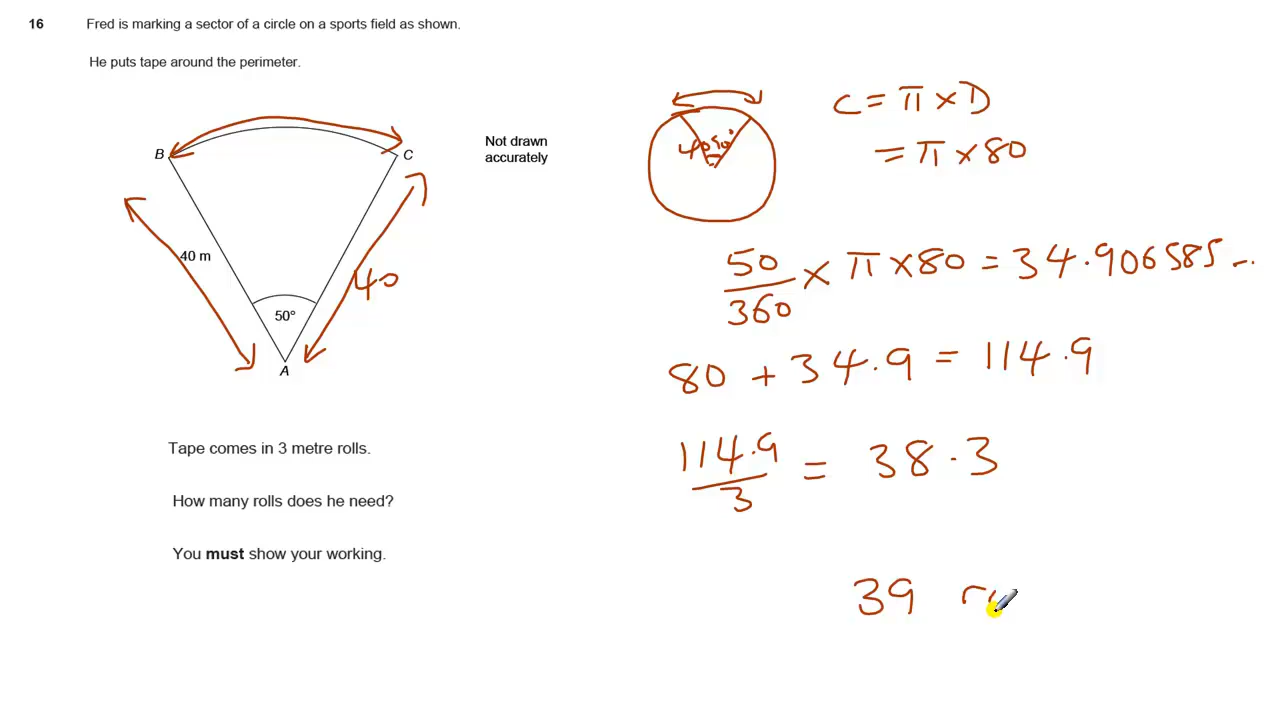 16 Fred is marking a sector of a circle on a sports field as shown.
He puts tape around the perimeter.
B
C
Not drawn
accurately
40 m
40
50°
A
Tape comes in 3 metre rolls.
How many rolls does he need?
You must show your working.
40 50°
C = π × D
= π × 80
50/360 × π × 80 = 34.906585...
80 + 34.9 = 114.9
114.9/3 = 38.3
39